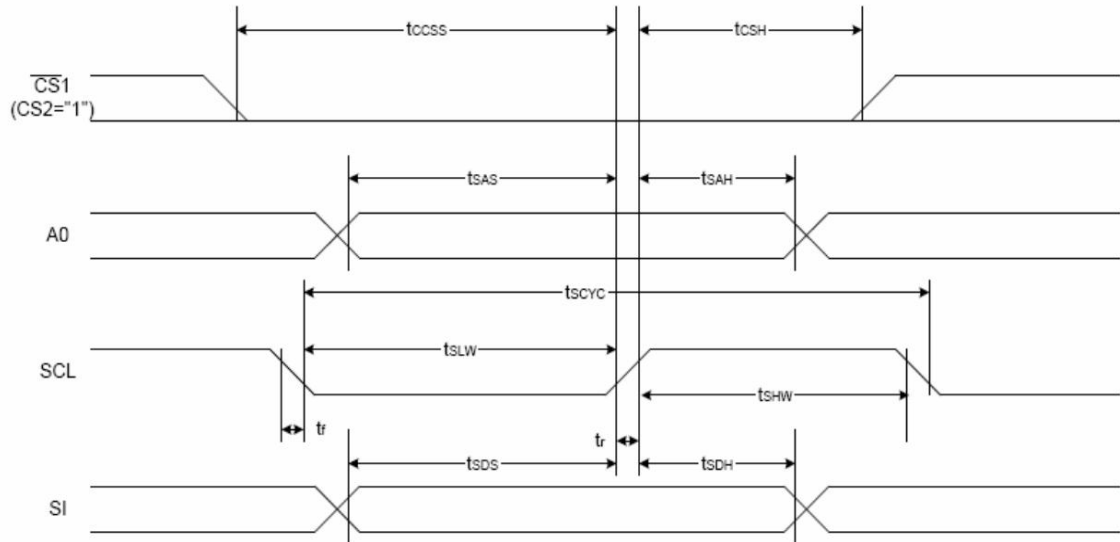 tCCSS
tCSH
CS1
(CS2="1")
tSAS
tSAH
A0
tSCYC
tSLW
SCL
tSHW
tf
tr
tSDS
tSDH
SI